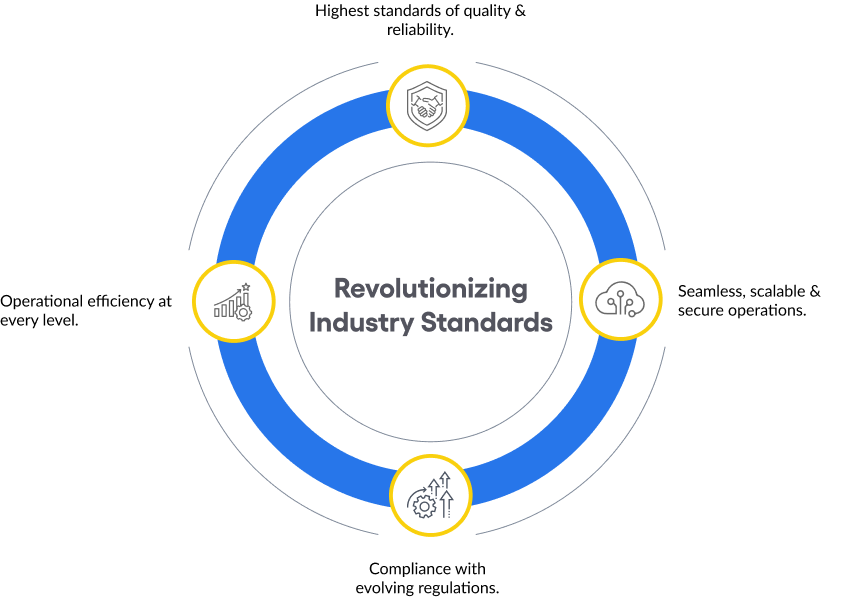 Highest standards of quality &
reliability.
Revolutionizing
Industry Standards
Operational efficiency at
every level.
Seamless, scalable &
secure operations.
Compliance with
evolving regulations.